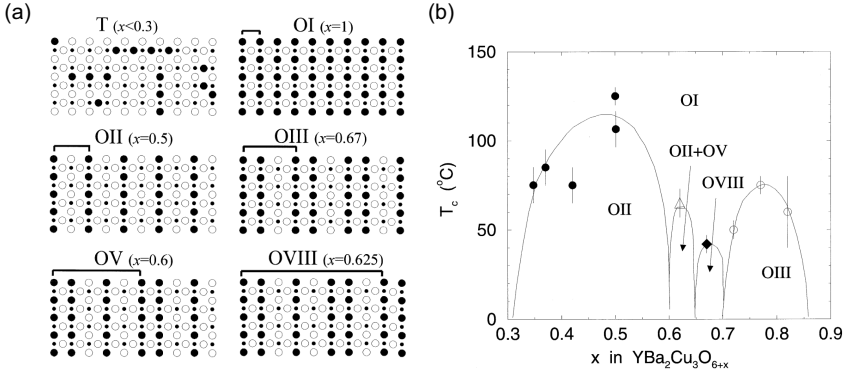 (a)
T (x<0.3)
OI (x=1)
OII (x=0.5)
OIII (x=0.67)
OV (x=0.6)
OVIII (x=0.625)
(b)
150
100
50
0
T_c (°C)
OI
OII+OV
OVIII
OII
OIII
0.3 0.4 0.5 0.6 0.7 0.8 0.9
x in YBa₂Cu₃O₆₊ₓ